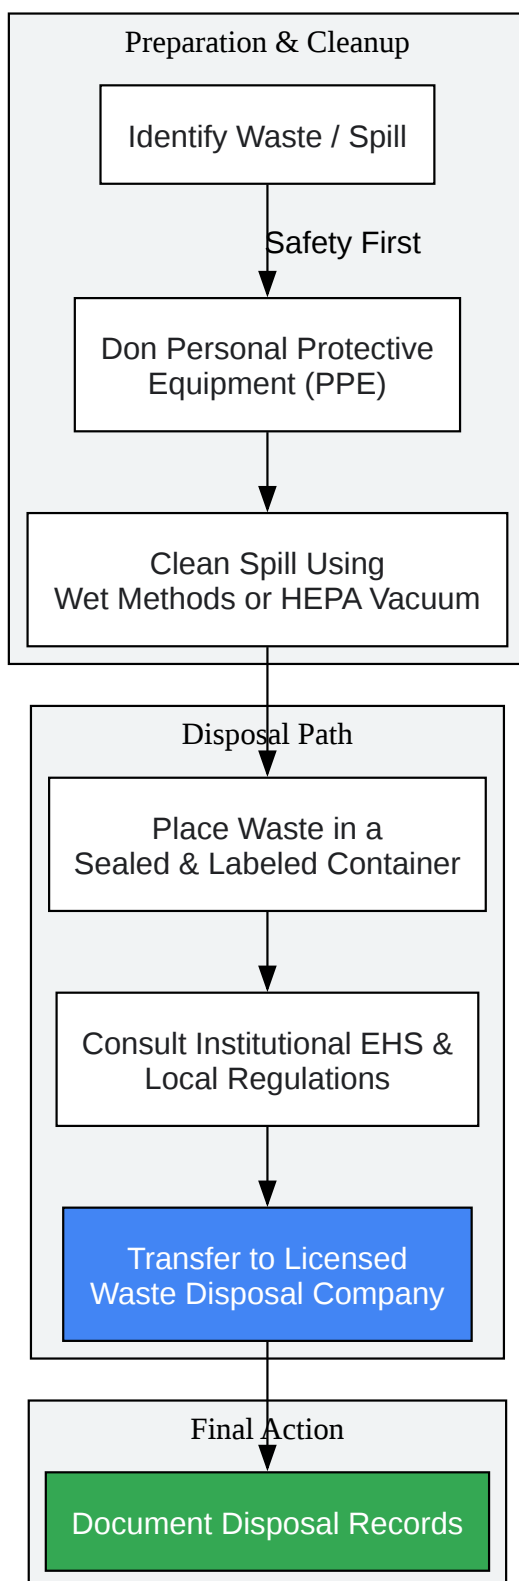 Preparation & Cleanup
Identify Waste / Spill
Safety First
Don Personal Protective
Equipment (PPE)
Clean Spill Using
Wet Methods or HEPA Vacuum
Disposal Path
Place Waste in a
Sealed & Labeled Container
Consult Institutional EHS &
Local Regulations
Transfer to Licensed
Waste Disposal Company
Final Action
Document Disposal Records